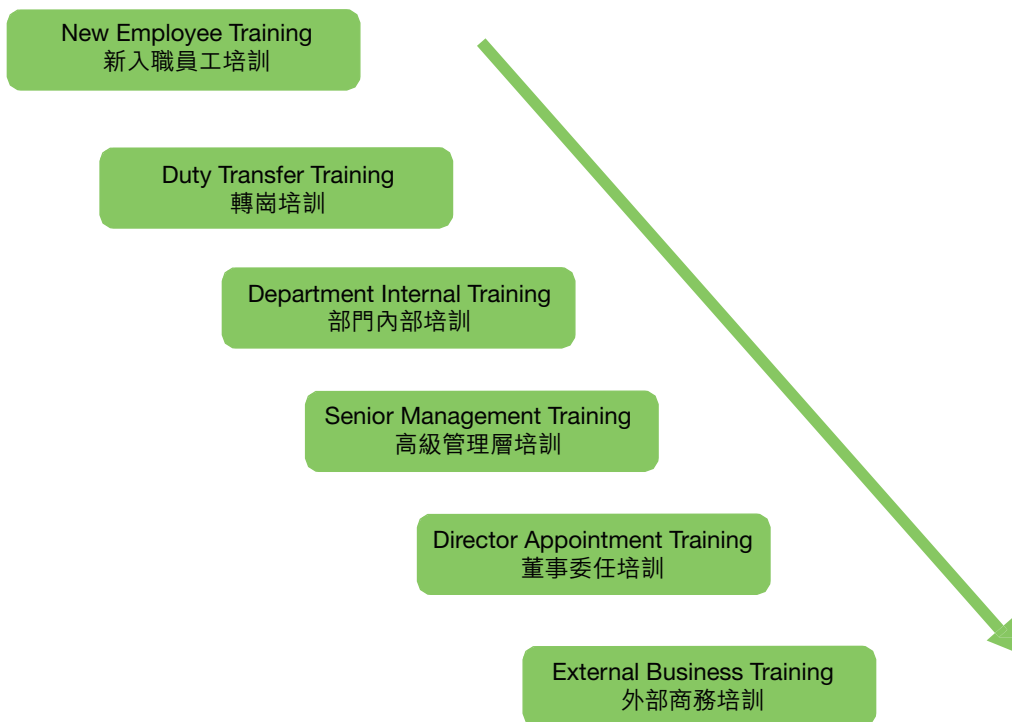 New Employee Training
新入職員工培訓
Duty Transfer Training
轉崗培訓
Department Internal Training
部門內部培訓
Senior Management Training
高級管理層培訓
Director Appointment Training
董事委任培訓
External Business Training
外部商務培訓